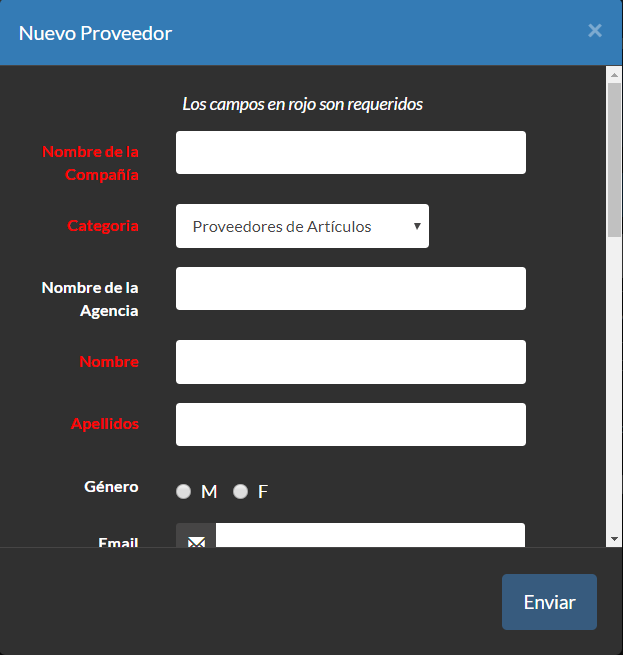 Nuevo Proveedor ×
Los campos en rojo son requeridos
Nombre de la
Compañía
Categoria
Proveedores de Artículos
Nombre de la
Agencia
Nombre
Apellidos
Género
M F
Email
Enviar